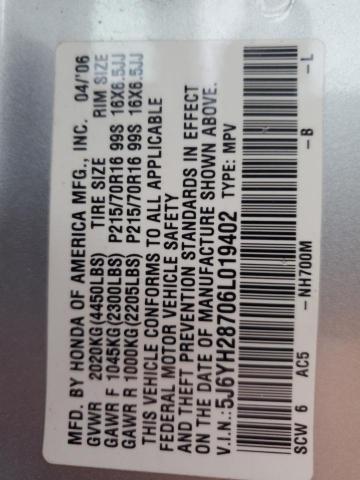 MFD. BY HONDA OF AMERICA MFG., INC. 04/'06
GVWR 2020KG(4450LBS) TIRE SIZE RIM SIZE
GAWR F 1045KG(2300LBS) P215/70R16 99S 16X6.5JJ
GAWR R 1000KG(2205LBS) P215/70R16 99S 16X6.5JJ
THIS VEHICLE CONFORMS TO ALL APPLICABLE
FEDERAL MOTOR VEHICLE SAFETY
AND THEFT PREVENTION STANDARDS IN EFFECT
ON THE DATE OF MANUFACTURE SHOWN ABOVE.
V.I.N.:5J6YH28706L019402 TYPE: MPV
SCW 6 AC5 -NH700M -B -L